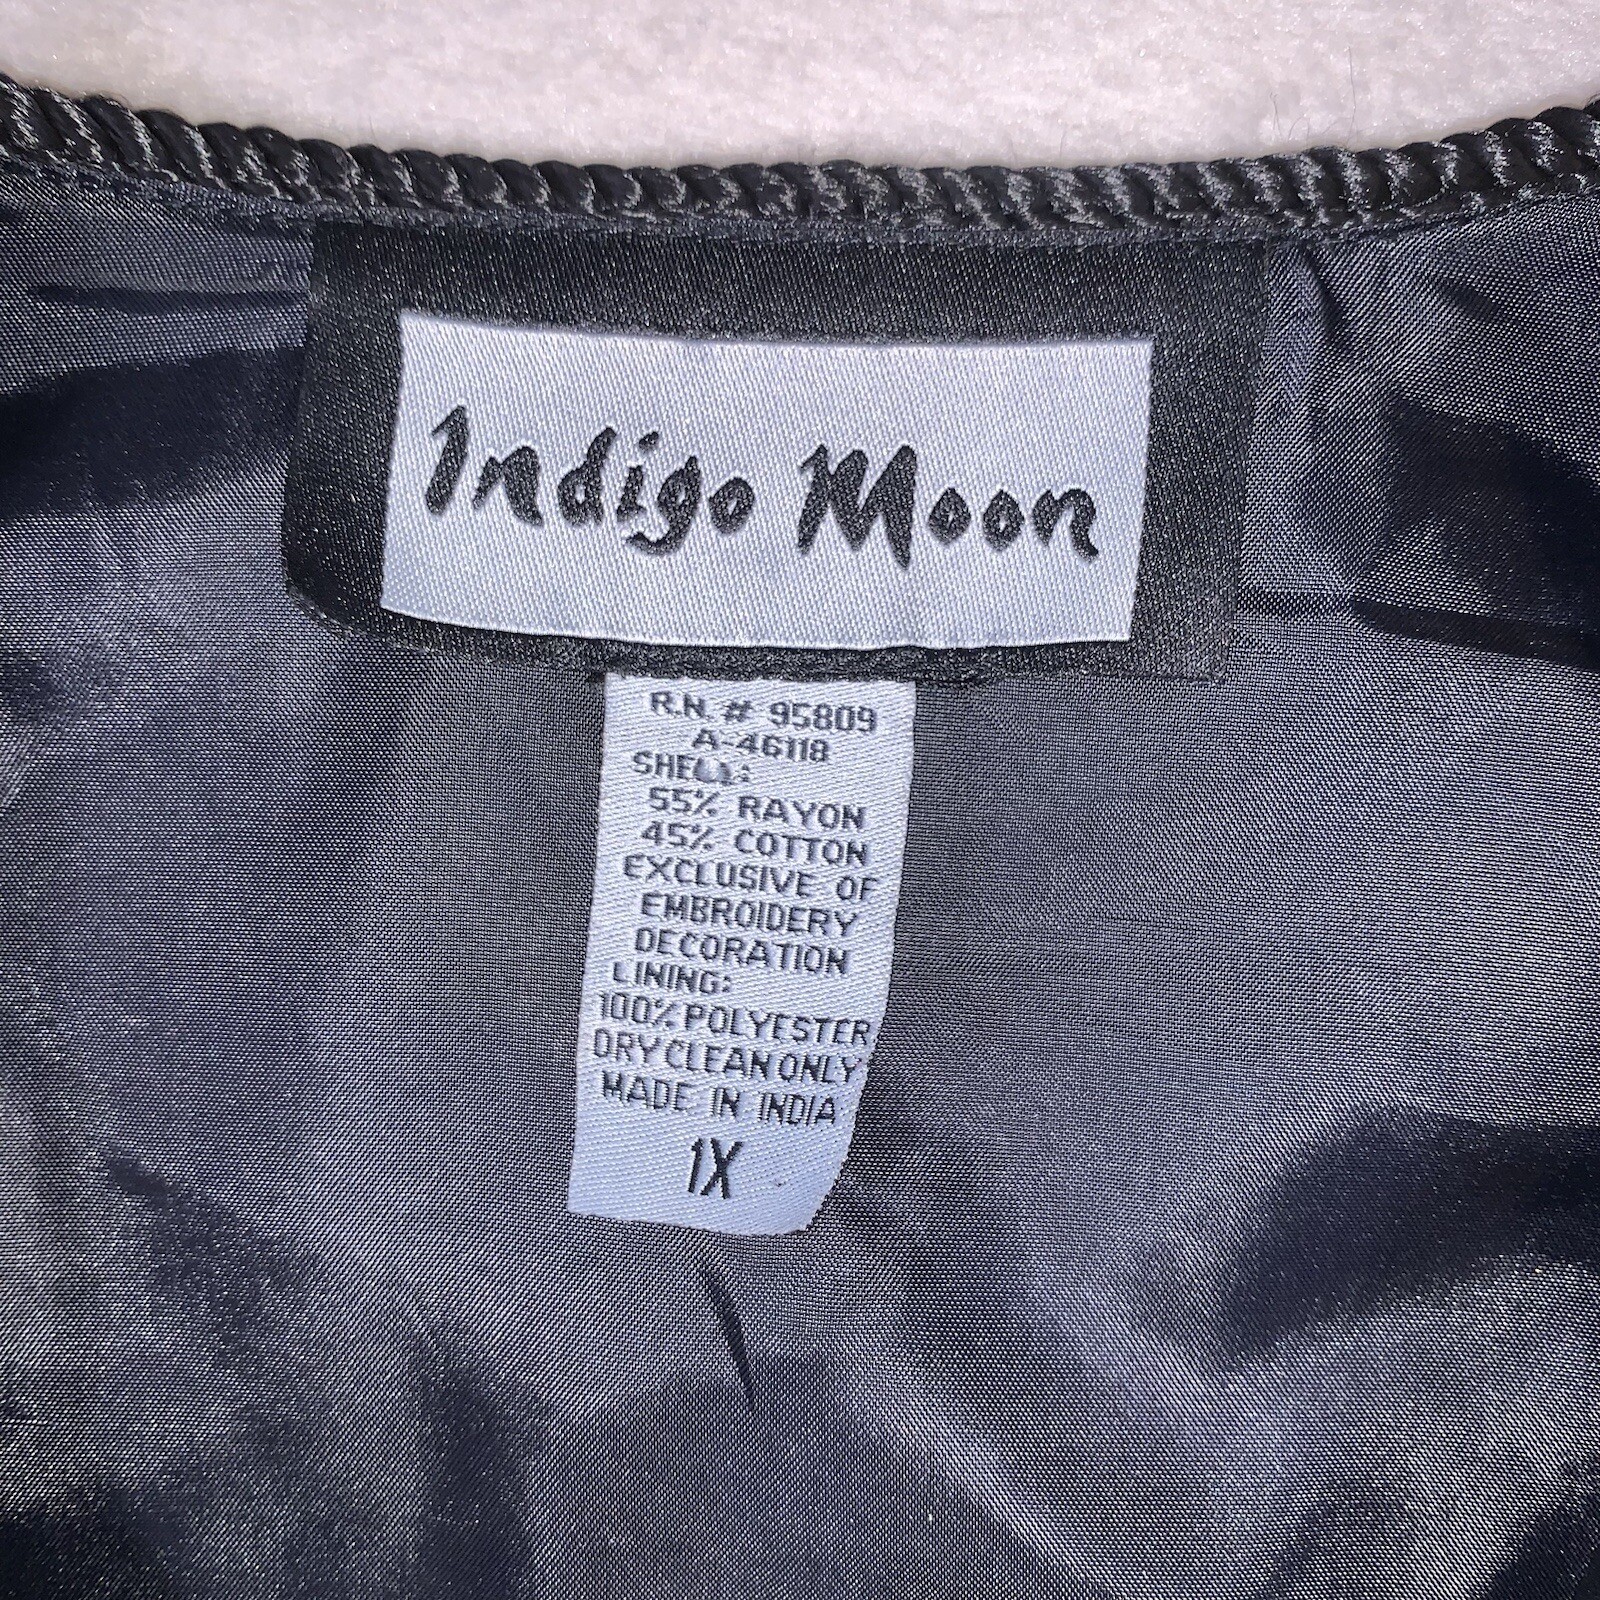 Indigo Moon
R.N. # 95809
A-46118
SHELL:
55% RAYON
45% COTTON
EXCLUSIVE OF
EMBROIDERY
DECORATION
LINING:
100% POLYESTER
DRY CLEAN ONLY
MADE IN INDIA
1X